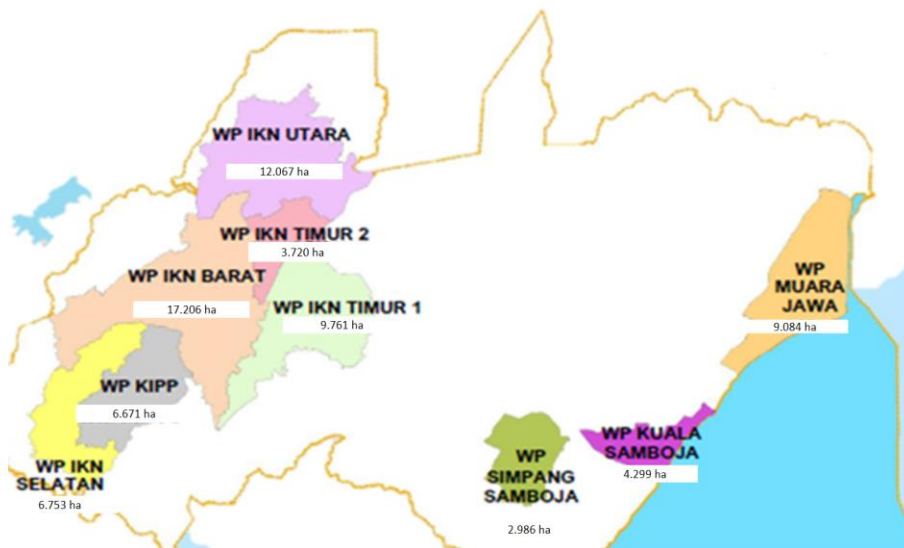 WP IKN UTARA
12.067 ha
WP IKN TIMUR 2
3.720 ha
WP IKN BARAT
17.206 ha
WP IKN TIMUR 1
9.761 ha
WP
MUARA
JAWA
9.084 ha
WP KIPP
6.671 ha
WP IKN
SELATAN
6.753 ha
WP
SIMPANG
SAMBOJA
2.986 ha
WP KUALA
SAMBOJA
4.299 ha